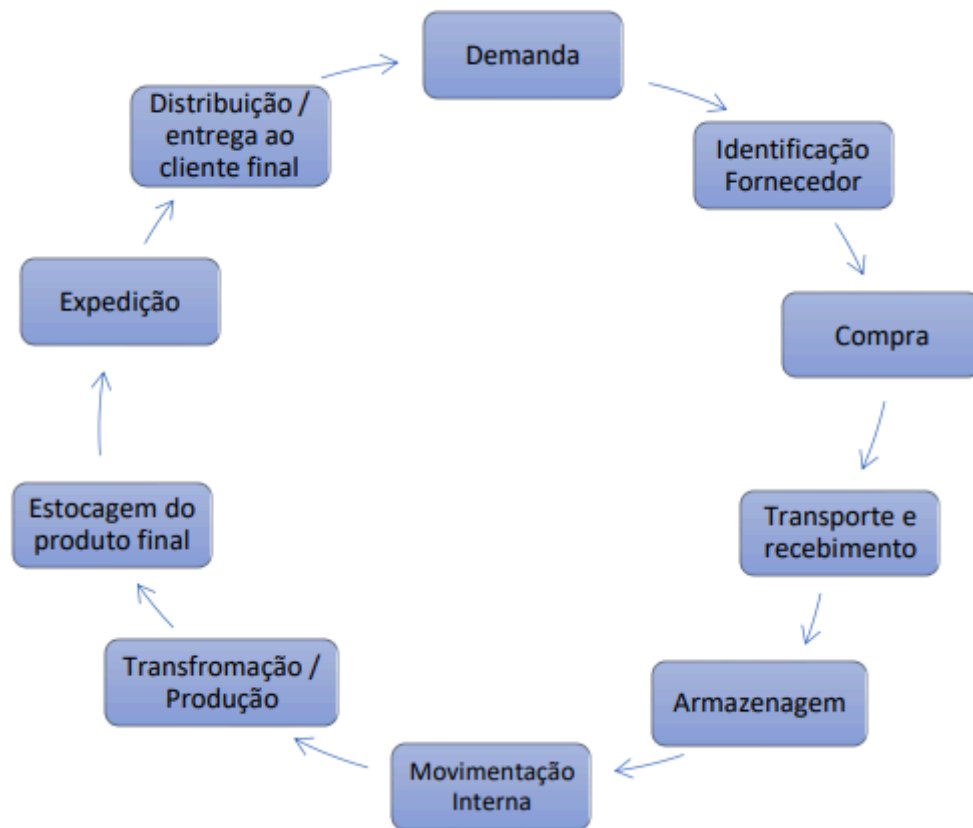 Demanda
Identificação
Fornecedor
Compra
Transporte e
recebimento
Armazenagem
Movimentação
Interna
Transfromação /
Produção
Estocagem do
produto final
Expedição
Distribuição /
entrega ao
cliente final